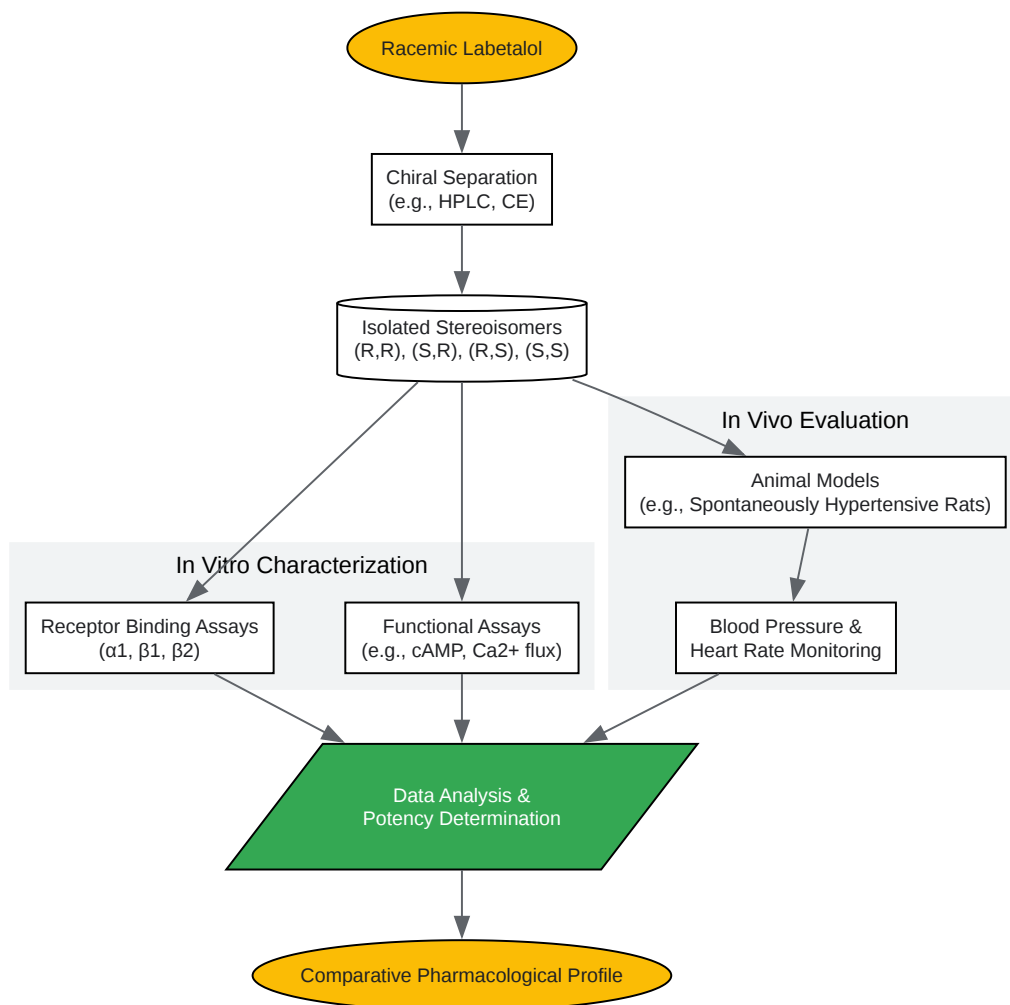 Racemic Labetalol
Chiral Separation
(e.g., HPLC, CE)
Isolated Stereoisomers
(R,R), (S,R), (R,S), (S,S)
In Vivo Evaluation
Animal Models
(e.g., Spontaneously Hypertensive Rats)
In Vitro Characterization
Receptor Binding Assays
(α1, β1, β2)
Functional Assays
(e.g., cAMP, Ca2+ flux)
Blood Pressure &
Heart Rate Monitoring
Data Analysis &
Potency Determination
Comparative Pharmacological Profile